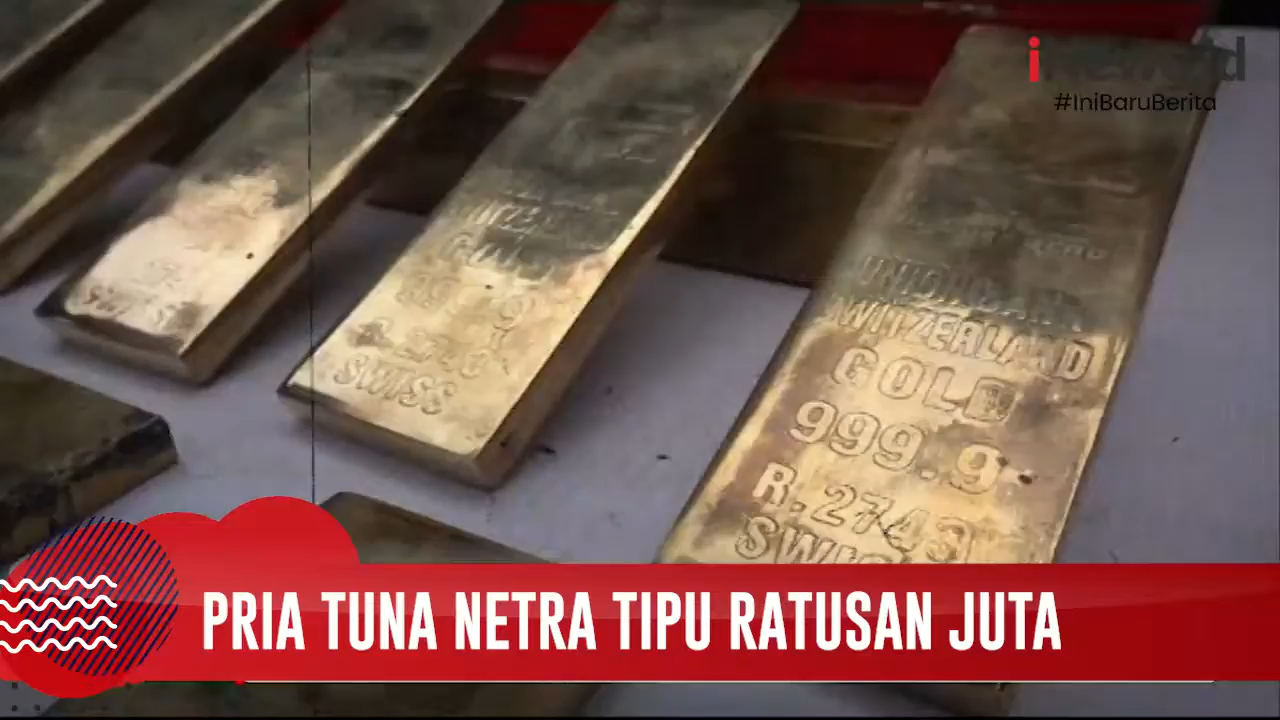 #IniBaruBerita
SWISS
SWISS
SWITZERLAND
GOLD
999.9
R.2743
PRIA TUNA NETRA TIPU RATUSAN JUTA